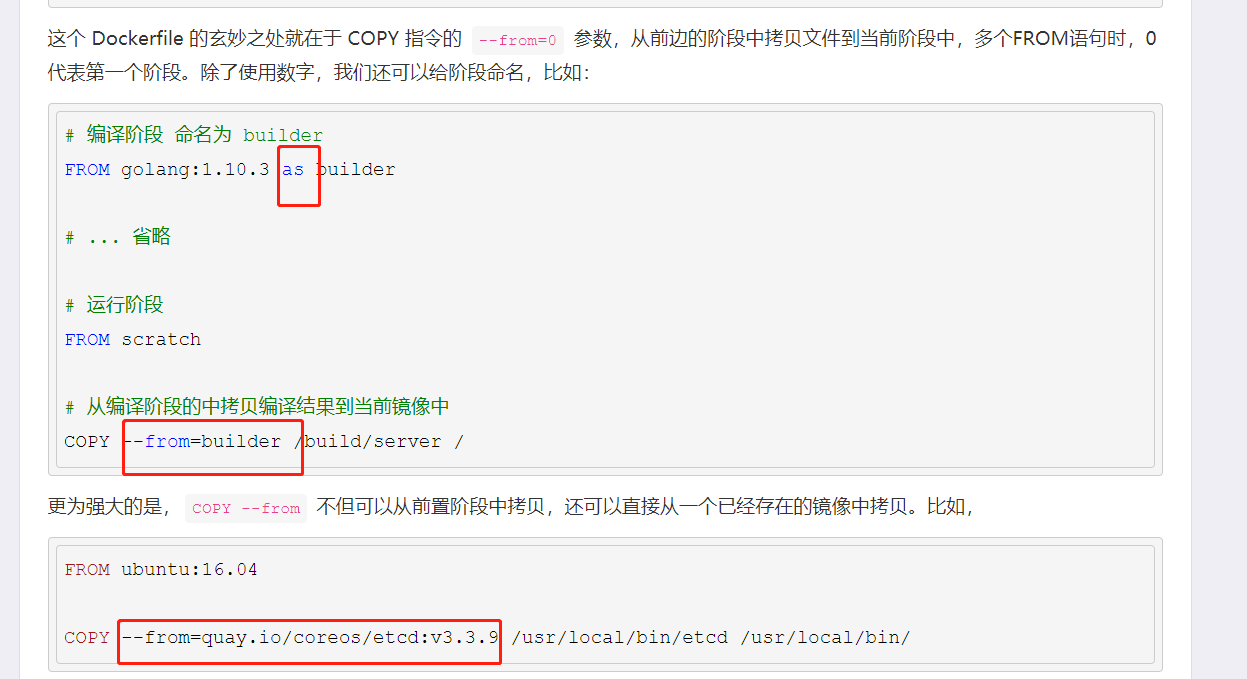 这个 Dockerfile 的玄妙之处就在于 COPY 指令的 --from=0 参数，从前边的阶段中拷贝文件到当前阶段中，多个FROM语句时，0
代表第一个阶段。除了使用数字，我们还可以给阶段命名，比如：
# 编译阶段 命名为 builder
FROM golang:1.10.3 as builder
# ... 省略
# 运行阶段
FROM scratch
# 从编译阶段的中拷贝编译结果到当前镜像中
COPY --from=builder /build/server /
更为强大的是， COPY --from 不但可以从前置阶段中拷贝，还可以直接从一个已经存在的镜像中拷贝。比如，
FROM ubuntu:16.04
COPY --from=quay.io/coreos/etcd:v3.3.9 /usr/local/bin/etcd /usr/local/bin/